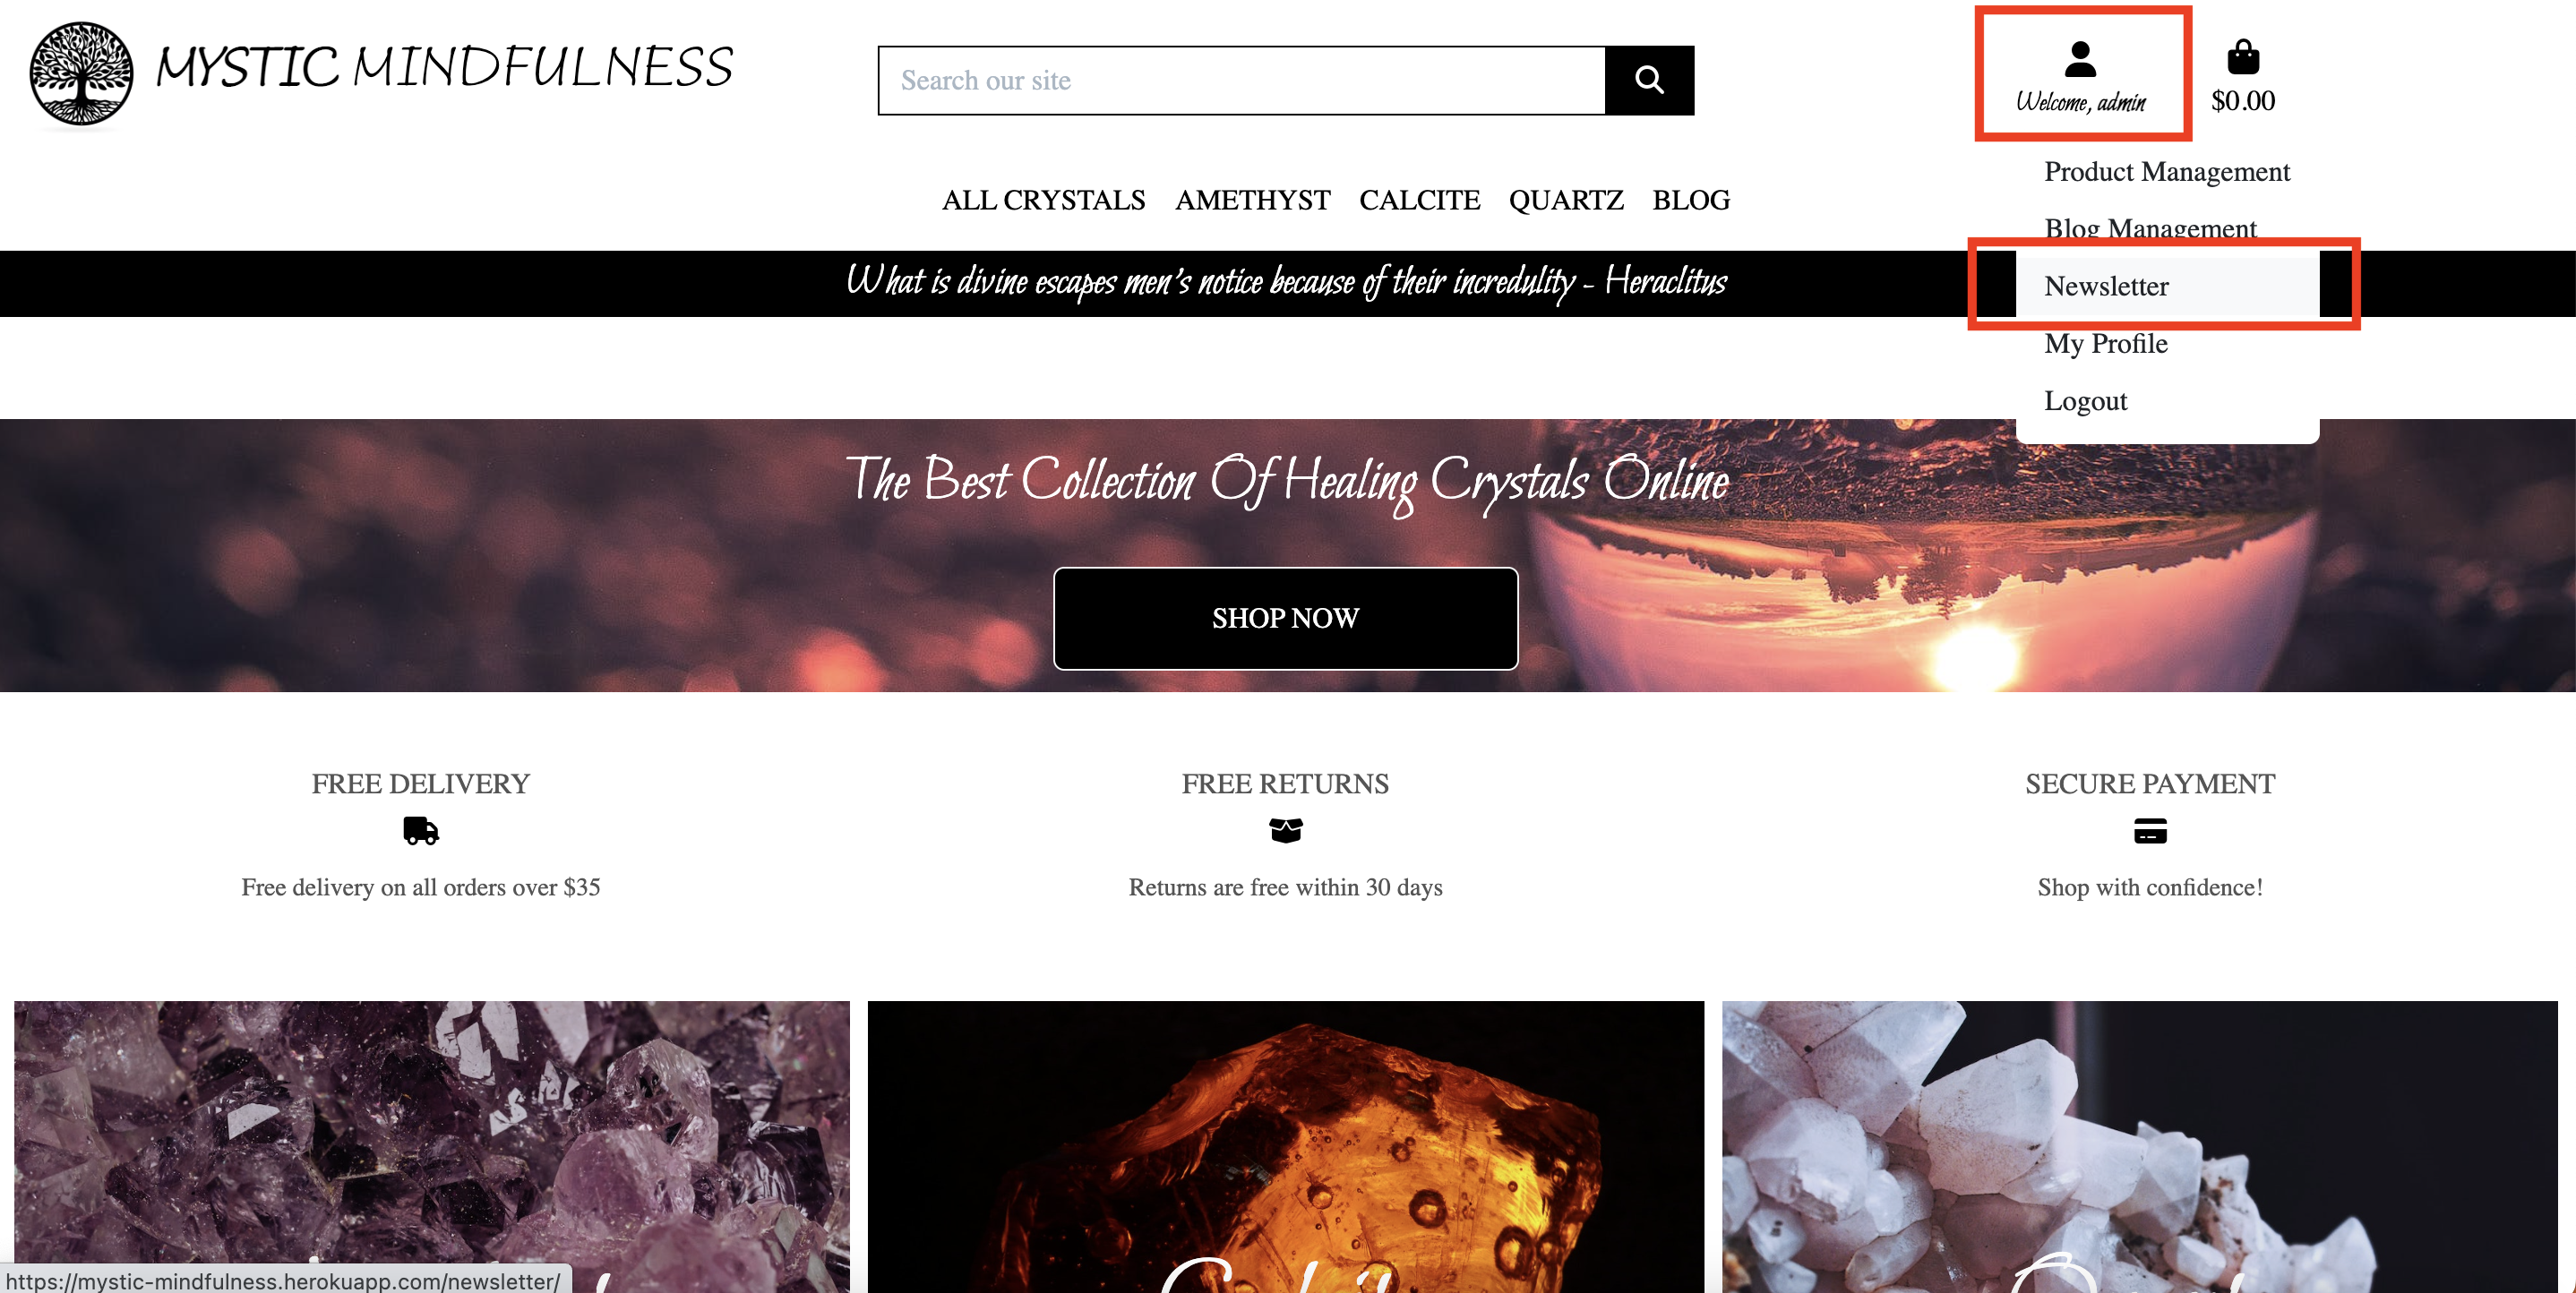 MYSTIC MINDFULNESS
Search our site
Welcome, admin
$0.00
Product Management
Blog Management
Newsletter
My Profile
Logout
ALL CRYSTALS AMETHYST CALCITE QUARTZ BLOG
What is divine escapes men's notice because of their incredulity - Heraclitus
The Best Collection Of Healing Crystals Online
SHOP NOW
FREE DELIVERY
Free delivery on all orders over $35
FREE RETURNS
Returns are free within 30 days
SECURE PAYMENT
Shop with confidence!
https://mystic-mindfulness.herokuapp.com/newsletter/